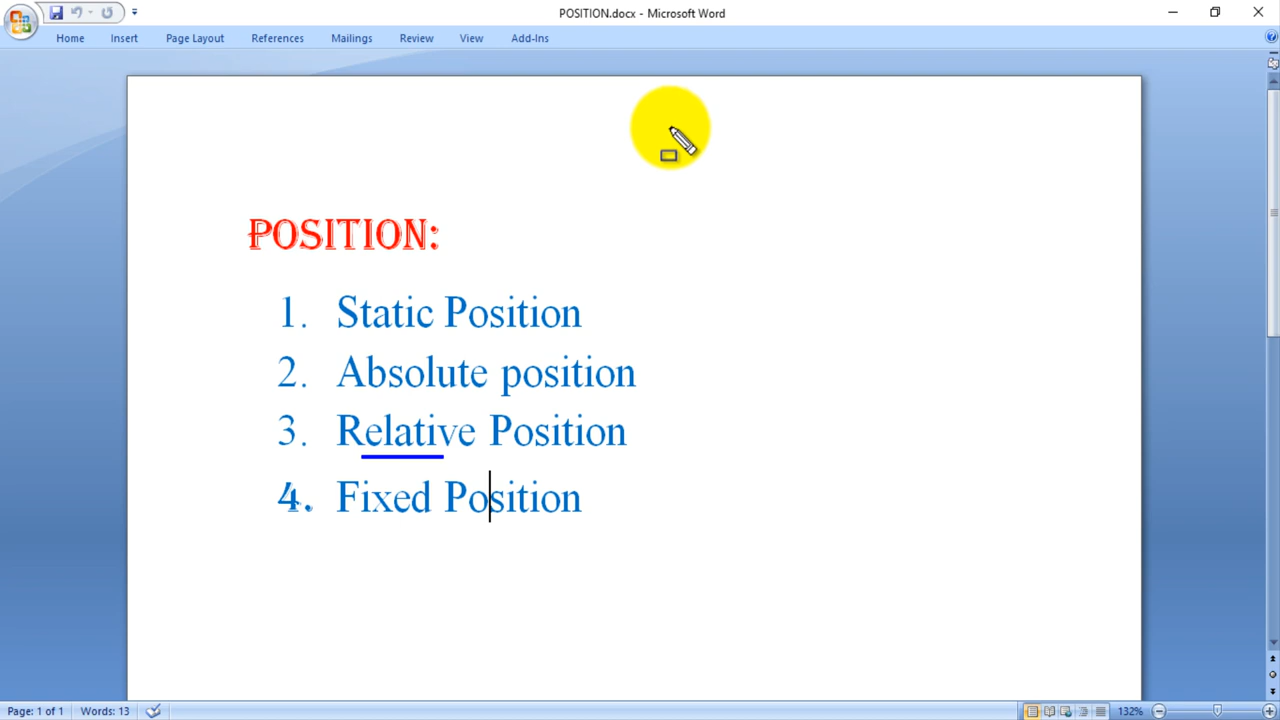 POSITION.docx - Microsoft Word
Home Insert Page Layout References Mailings Review View Add-Ins
POSITION:
1. Static Position
2. Absolute position
3. Relative Position
4. Fixed Position
Page: 1 of 1 Words: 13 132%